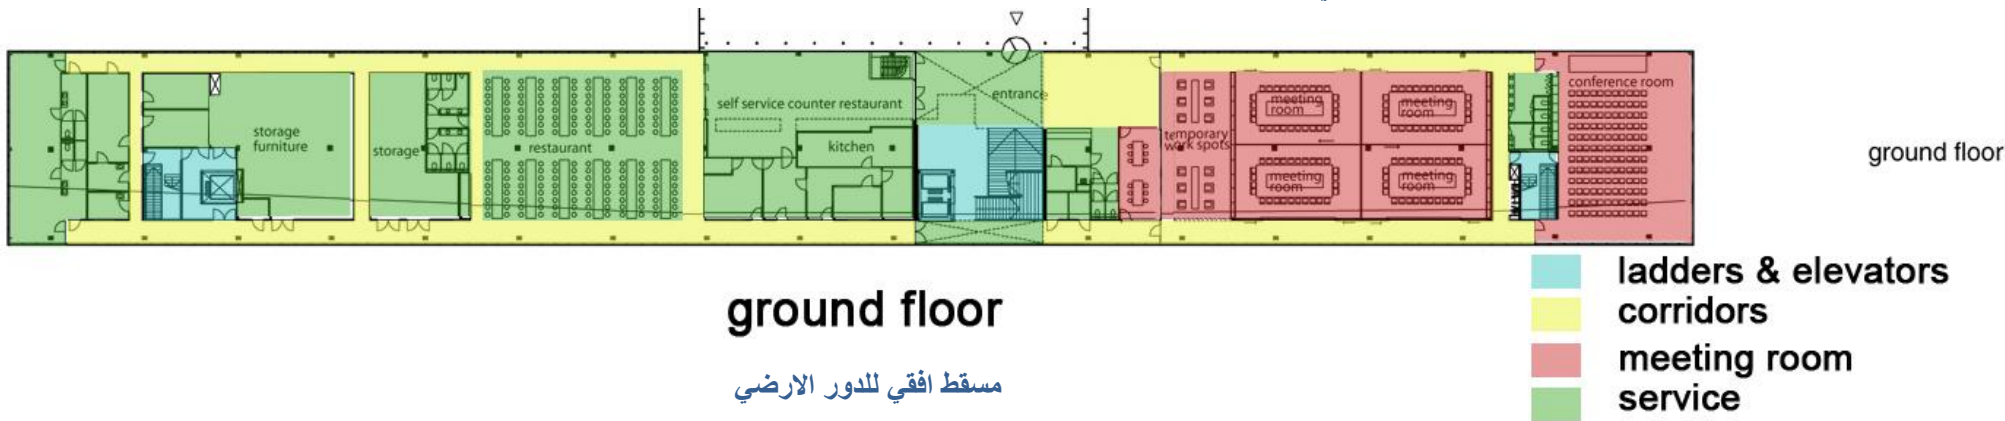 storage
furniture
storage
restaurant
self service counter restaurant
kitchen
entrance
temporary
work spots
meeting
room
meeting
room
meeting
room
meeting
room
conference room
ground floor
ground floor
مسقط افقي للدور الارضي
ladders & elevators
corridors
meeting room
service